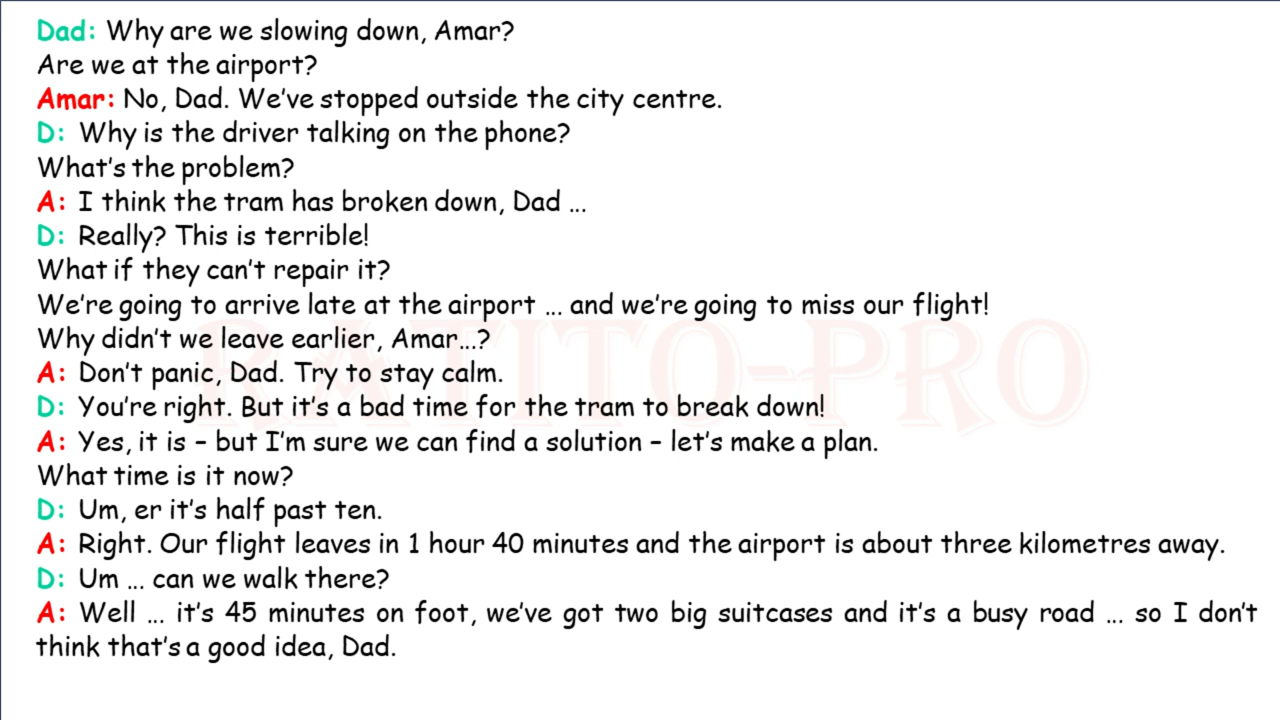 Dad: Why are we slowing down, Amar?
Are we at the airport?
Amar: No, Dad. We've stopped outside the city centre.
D: Why is the driver talking on the phone?
What's the problem?
A: I think the tram has broken down, Dad ...
D: Really? This is terrible!
What if they can't repair it?
We're going to arrive late at the airport ... and we're going to miss our flight!
Why didn't we leave earlier, Amar...?
A: Don't panic, Dad. Try to stay calm.
RATITO-PRO
D: You're right. But it's a bad time for the tram to break down!
A: Yes, it is – but I'm sure we can find a solution – let's make a plan.
What time is it now?
D: Um, er it's half past ten.
A: Right. Our flight leaves in 1 hour 40 minutes and the airport is about three kilometres away.
D: Um ... can we walk there?
A: Well ... it's 45 minutes on foot, we've got two big suitcases and it's a busy road ... so I don't
think that's a good idea, Dad.